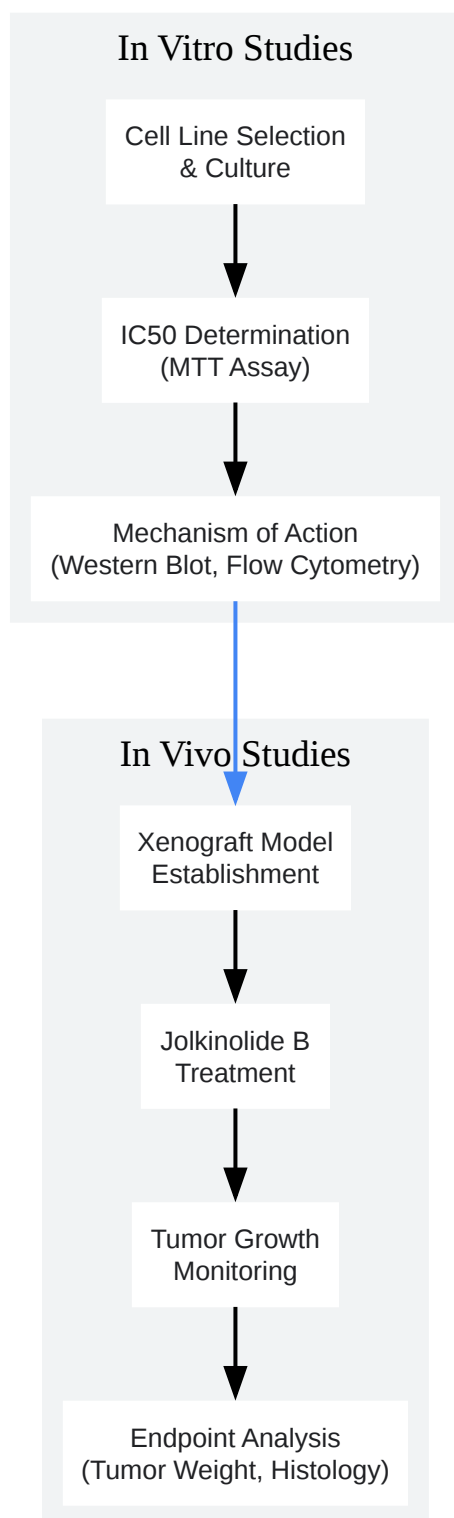 In Vitro Studies
Cell Line Selection
& Culture
IC50 Determination
(MTT Assay)
Mechanism of Action
(Western Blot, Flow Cytometry)
In Vivo Studies
Xenograft Model
Establishment
Jolkinolide B
Treatment
Tumor Growth
Monitoring
Endpoint Analysis
(Tumor Weight, Histology)